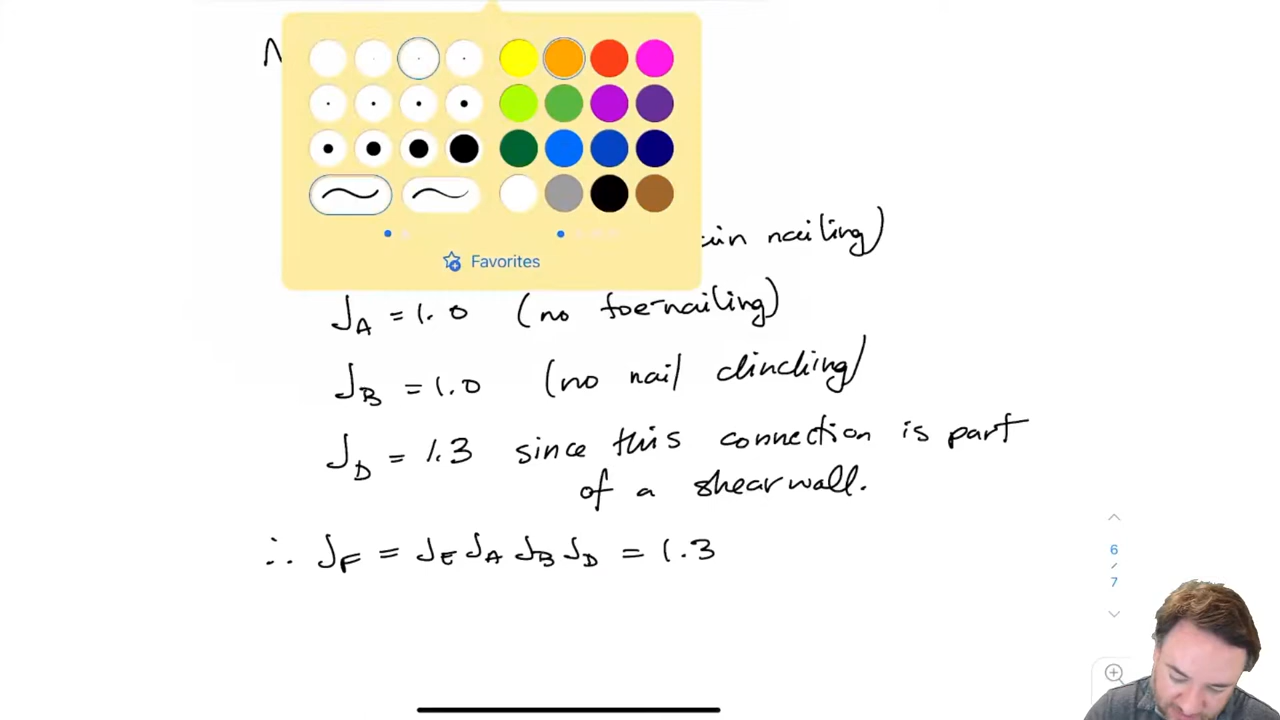 Favorites
nailing)
J_A = 1.0 (no toe-nailing)
J_B = 1.0 (no nail clinching)
J_D = 1.3 since this connection is part
of a shearwall.
∴ J_F = J_E J_A J_B J_D = 1.3
6
/
7